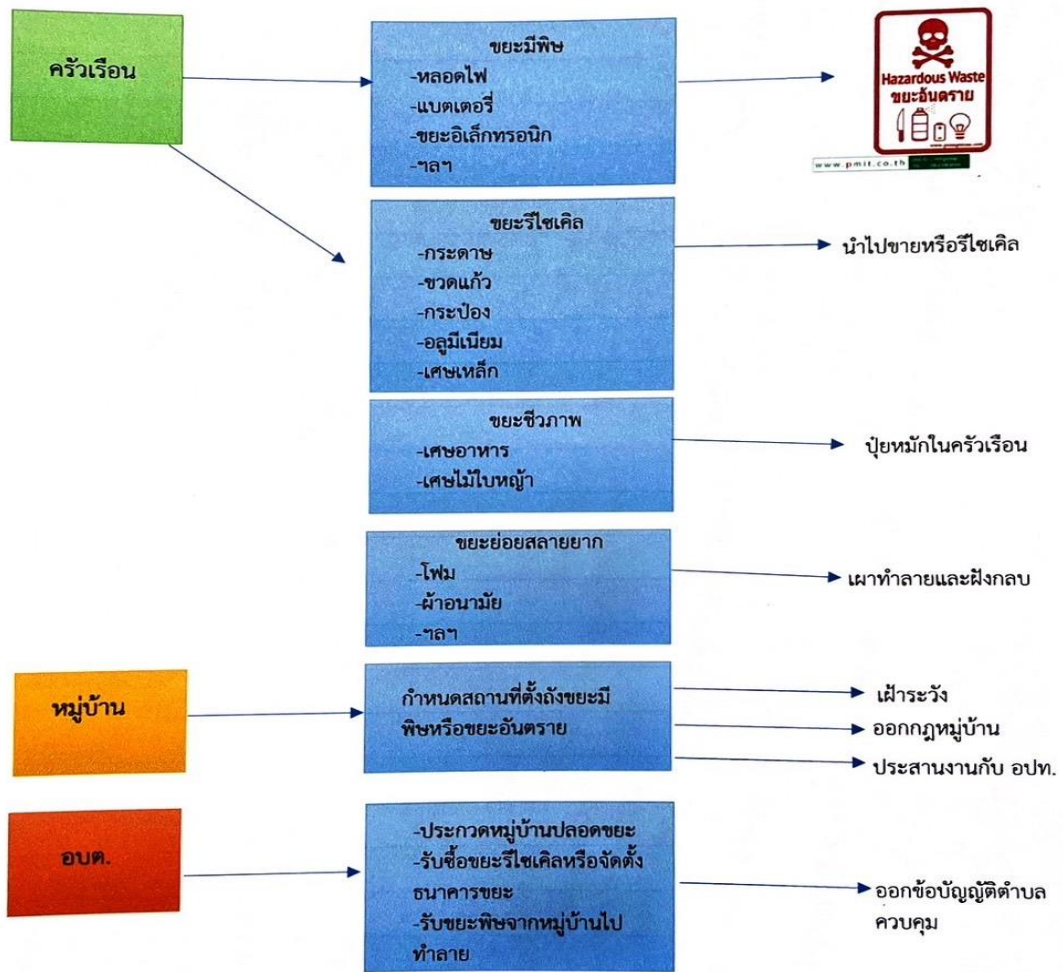 ครัวเรือน
ขยะมีพิษ
-หลอดไฟ
-แบตเตอรี่
-ขยะอิเล็กทรอนิก
-ฯลฯ
Hazardous Waste
ขยะอันตราย
www.pmit.co.th
ขยะรีไซเคิล
-กระดาษ
-ขวดแก้ว
-กระป๋อง
-อลูมีเนียม
-เศษเหล็ก
นำไปขายหรือรีไซเคิล
ขยะชีวภาพ
-เศษอาหาร
-เศษไม้ใบหญ้า
ปุ๋ยหมักในครัวเรือน
ขยะย่อยสลายยาก
-โฟม
-ผ้าอนามัย
-ฯลฯ
เผาทำลายและฝังกลบ
หมู่บ้าน
กำหนดสถานที่ตั้งถังขยะมี
พิษหรือขยะอันตราย
เฝ้าระวัง
ออกกฎหมู่บ้าน
ประสานงานกับ อปท.
อบต.
-ประกวดหมู่บ้านปลอดขยะ
-รับซื้อขยะรีไซเคิลหรือจัดตั้ง
ธนาคารขยะ
-รับขยะพิษจากหมู่บ้านไป
ทำลาย
ออกข้อบัญญัติตำบล
ควบคุม